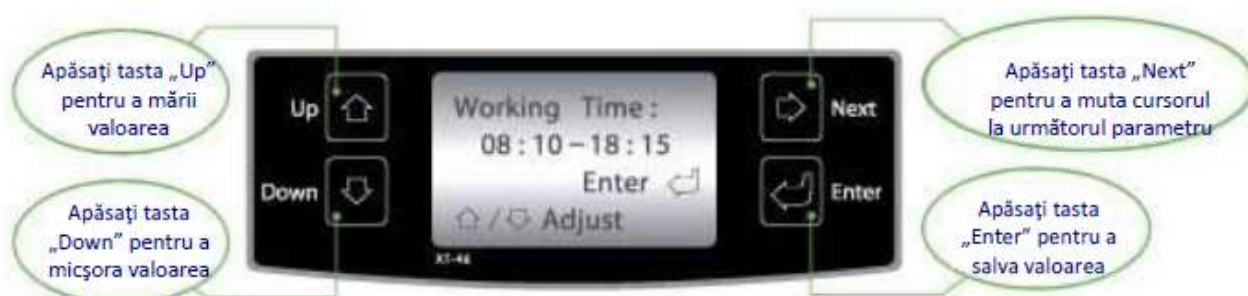 Apăsaţi tasta „Up”
pentru a mării
valoarea
Apăsaţi tasta
„Down” pentru a
micşora valoarea
Up
Down
Working Time :
08 : 10 – 18 : 15
Enter
/ Adjust
XT-46
Next
Enter
Apăsaţi tasta „Next”
pentru a muta cursorul
la următorul parametru
Apăsaţi tasta
„Enter” pentru a
salva valoarea